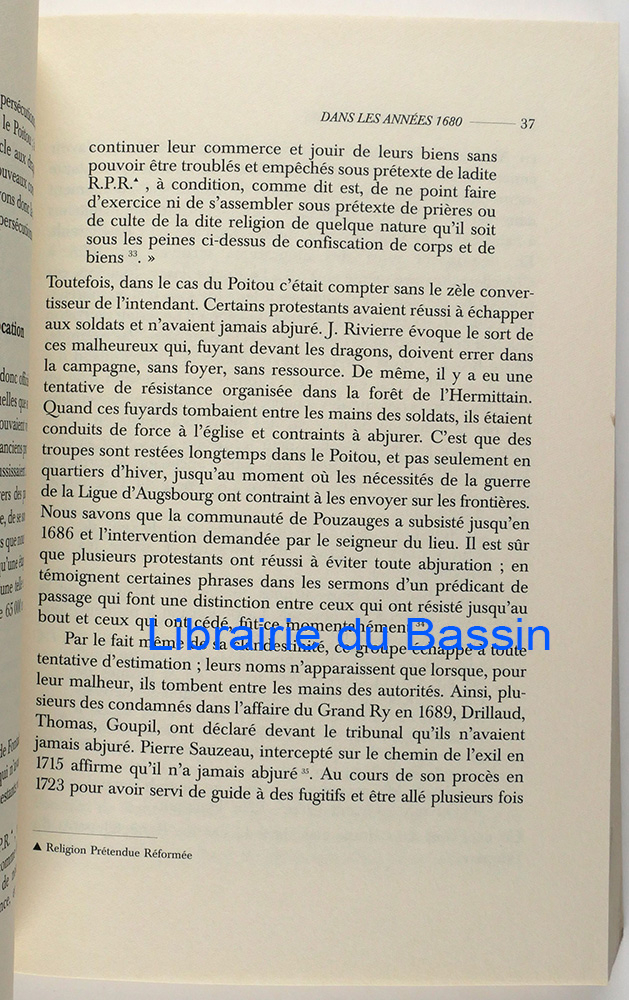 DANS LES ANNÉES 1680 37
continuer leur commerce et jouir de leurs biens sans
pouvoir être troublés et empêchés sous prétexte de ladite
R.P.R.▲ , à condition, comme dit est, de ne point faire
d'exercice ni de s'assembler sous prétexte de prières ou
de culte de la dite religion de quelque nature qu'il soit
sous les peines ci-dessus de confiscation de corps et de
biens 33. »
Toutefois, dans le cas du Poitou c'était compter sans le zèle conver-
tisseur de l'intendant. Certains protestants avaient réussi à échapper
aux soldats et n'avaient jamais abjuré. J. Rivierre évoque le sort de
ces malheureux qui, fuyant devant les dragons, doivent errer dans
la campagne, sans foyer, sans ressource. De même, il y a eu une
tentative de résistance organisée dans la forêt de l'Hermittain.
Quand ces fuyards tombaient entre les mains des soldats, ils étaient
conduits de force à l'église et contraints à abjurer. C'est que des
troupes sont restées longtemps dans le Poitou, et pas seulement en
quartiers d'hiver, jusqu'au moment où les nécessités de la guerre
de la Ligue d'Augsbourg ont contraint à les envoyer sur les frontières.
Nous savons que la communauté de Pouzauges a subsisté jusqu'en
1686 et l'intervention demandée par le seigneur du lieu. Il est sûr
que plusieurs protestants ont réussi à éviter toute abjuration ; en
témoignent certaines phrases dans les sermons d'un prédicant de
passage qui font une distinction entre ceux qui ont résisté jusqu'au
bout et ceux qui ont cédé, fût-ce momentanément
Librairie du Bassin
Par le fait même de sa clandestinité, ce groupe échappe à toute
tentative d'estimation ; leurs noms n'apparaissent que lorsque, pour
leur malheur, ils tombent entre les mains des autorités. Ainsi, plu-
sieurs des condamnés dans l'affaire du Grand Ry en 1689, Drillaud,
Thomas, Goupil, ont déclaré devant le tribunal qu'ils n'avaient
jamais abjuré. Pierre Sauzeau, intercepté sur le chemin de l'exil en
1715 affirme qu'il n'a jamais abjuré 35. Au cours de son procès en
1723 pour avoir servi de guide à des fugitifs et être allé plusieurs fois
▲ Religion Prétendue Réformée